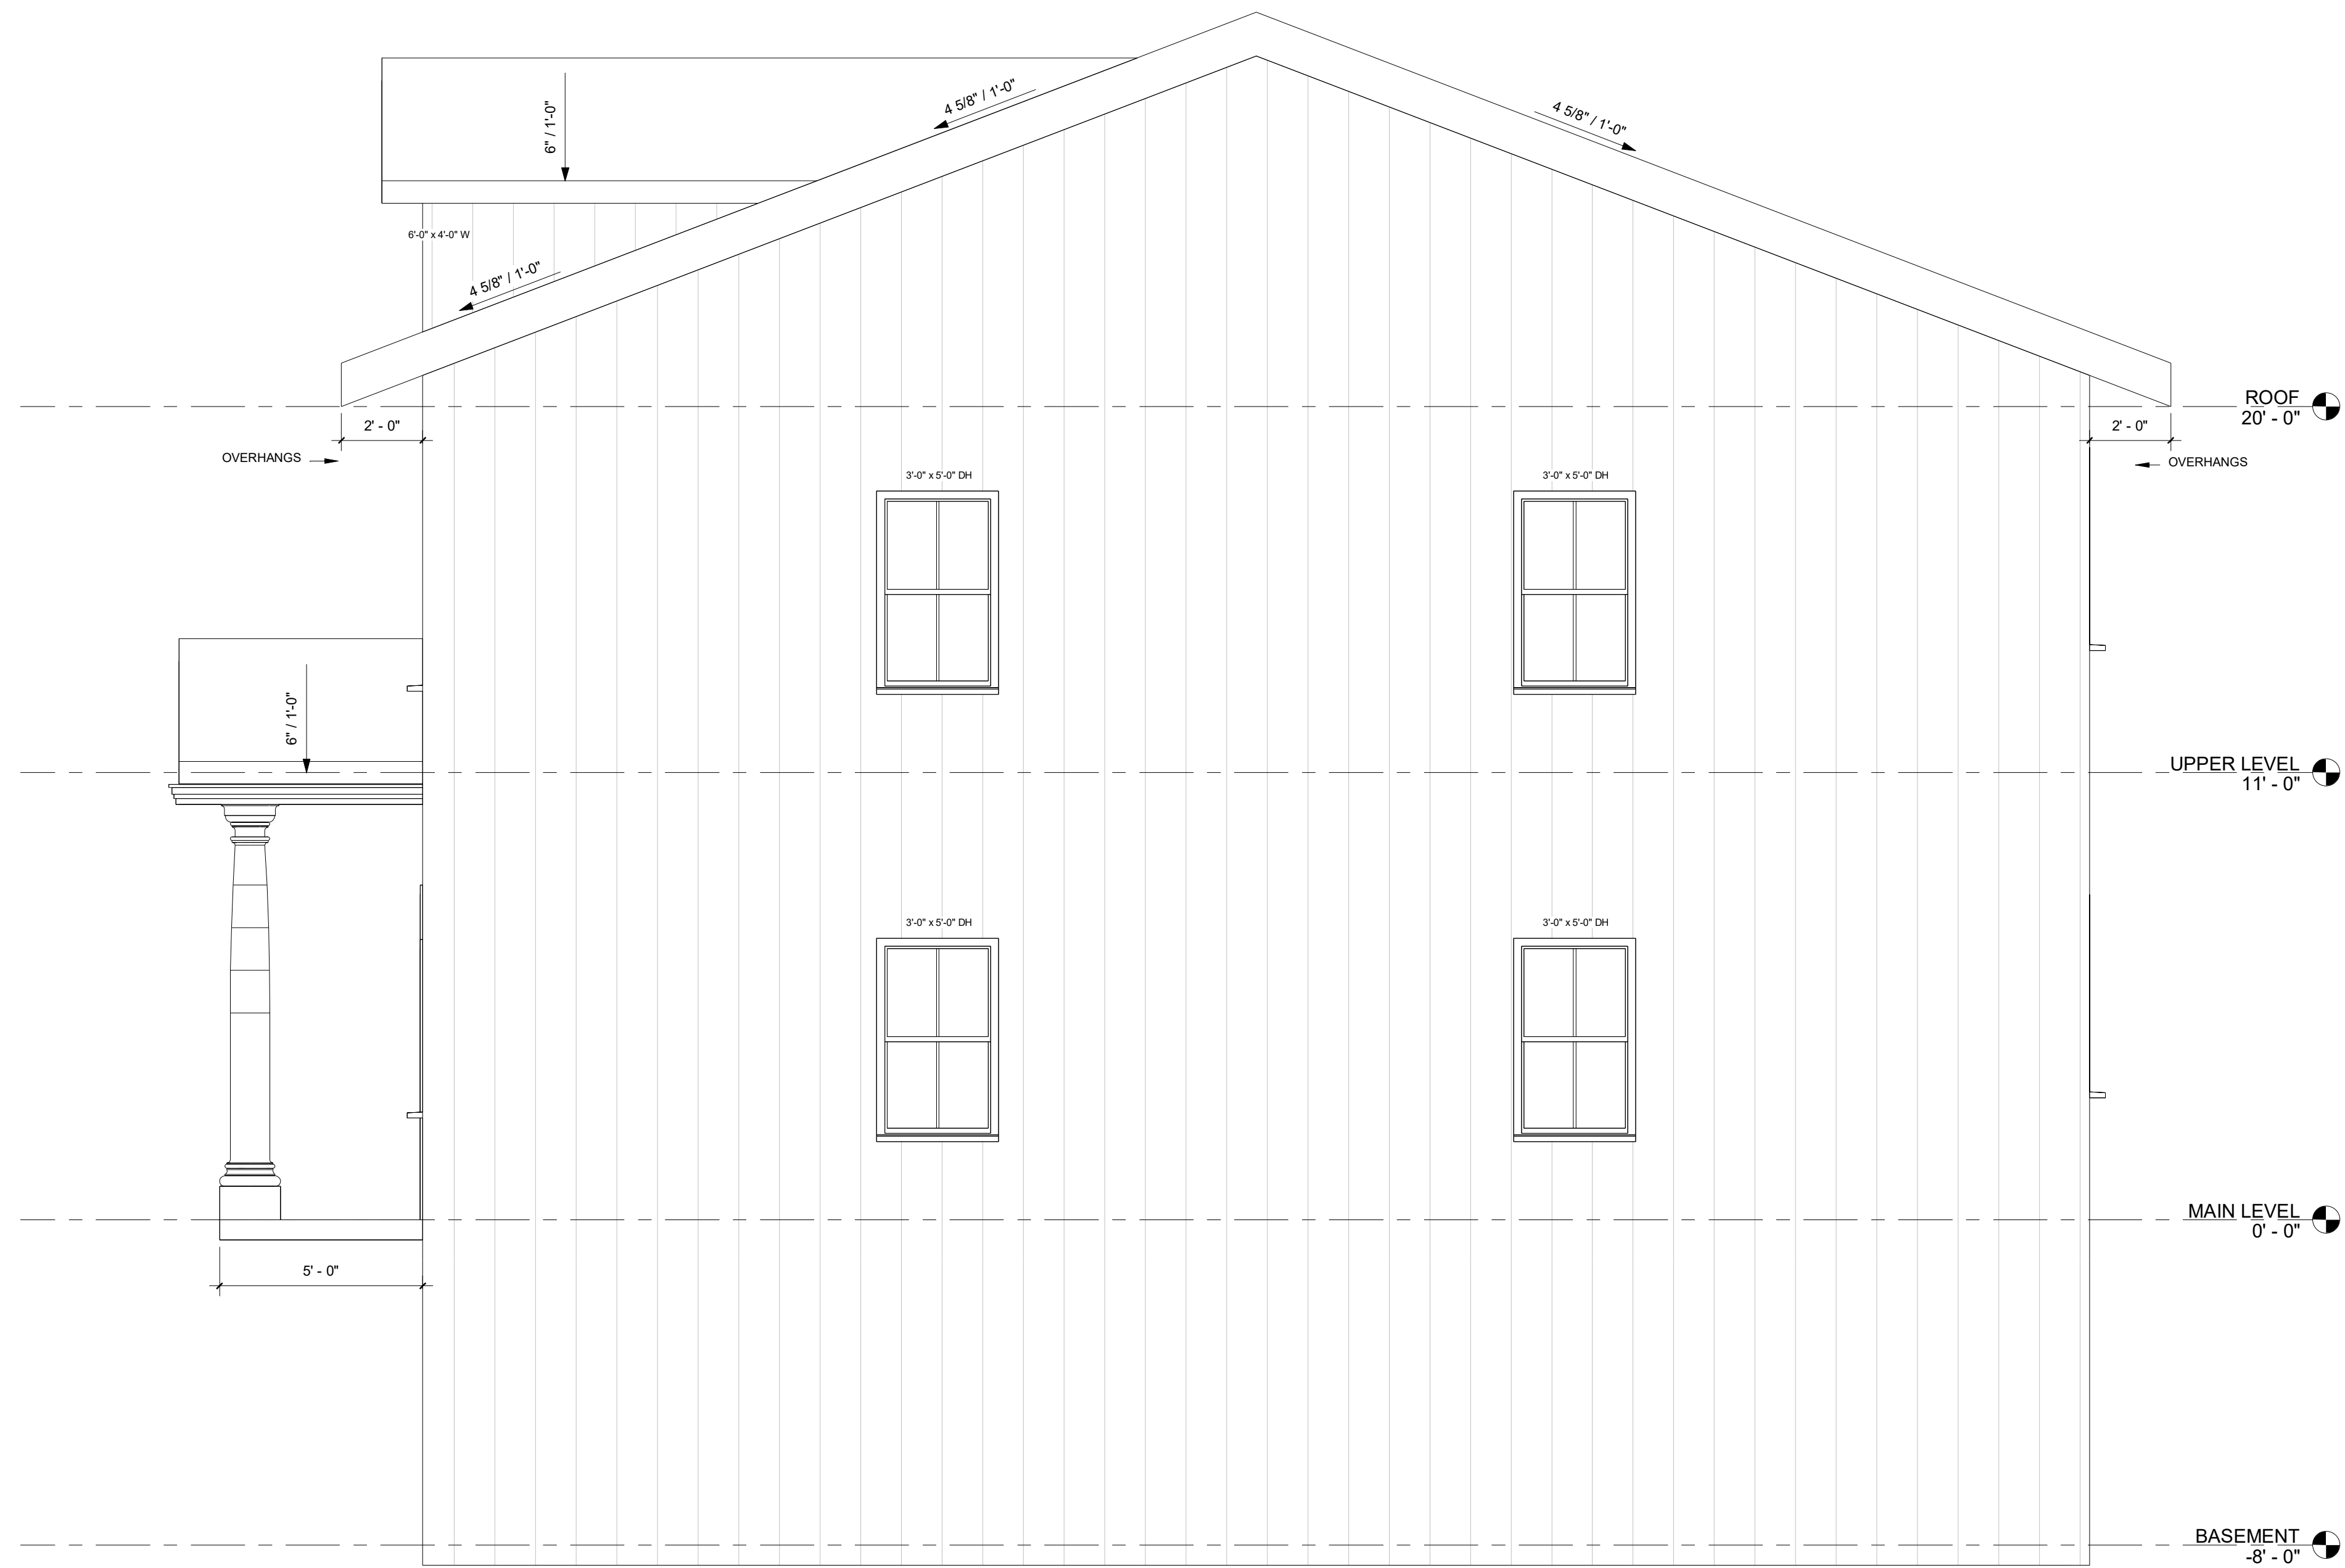 4 5/8" / 1'-0"
4 5/8" / 1'-0"
6" / 1'-0"
6'-0" x 4'-0" W
4 5/8" / 1'-0"
ROOF
20' - 0"
2' - 0"
2' - 0"
OVERHANGS
OVERHANGS
3'-0" x 5'-0" DH
3'-0" x 5'-0" DH
6" / 1'-0"
UPPER LEVEL
11' - 0"
3'-0" x 5'-0" DH
3'-0" x 5'-0" DH
MAIN LEVEL
0' - 0"
5' - 0"
BASEMENT
-8' - 0"